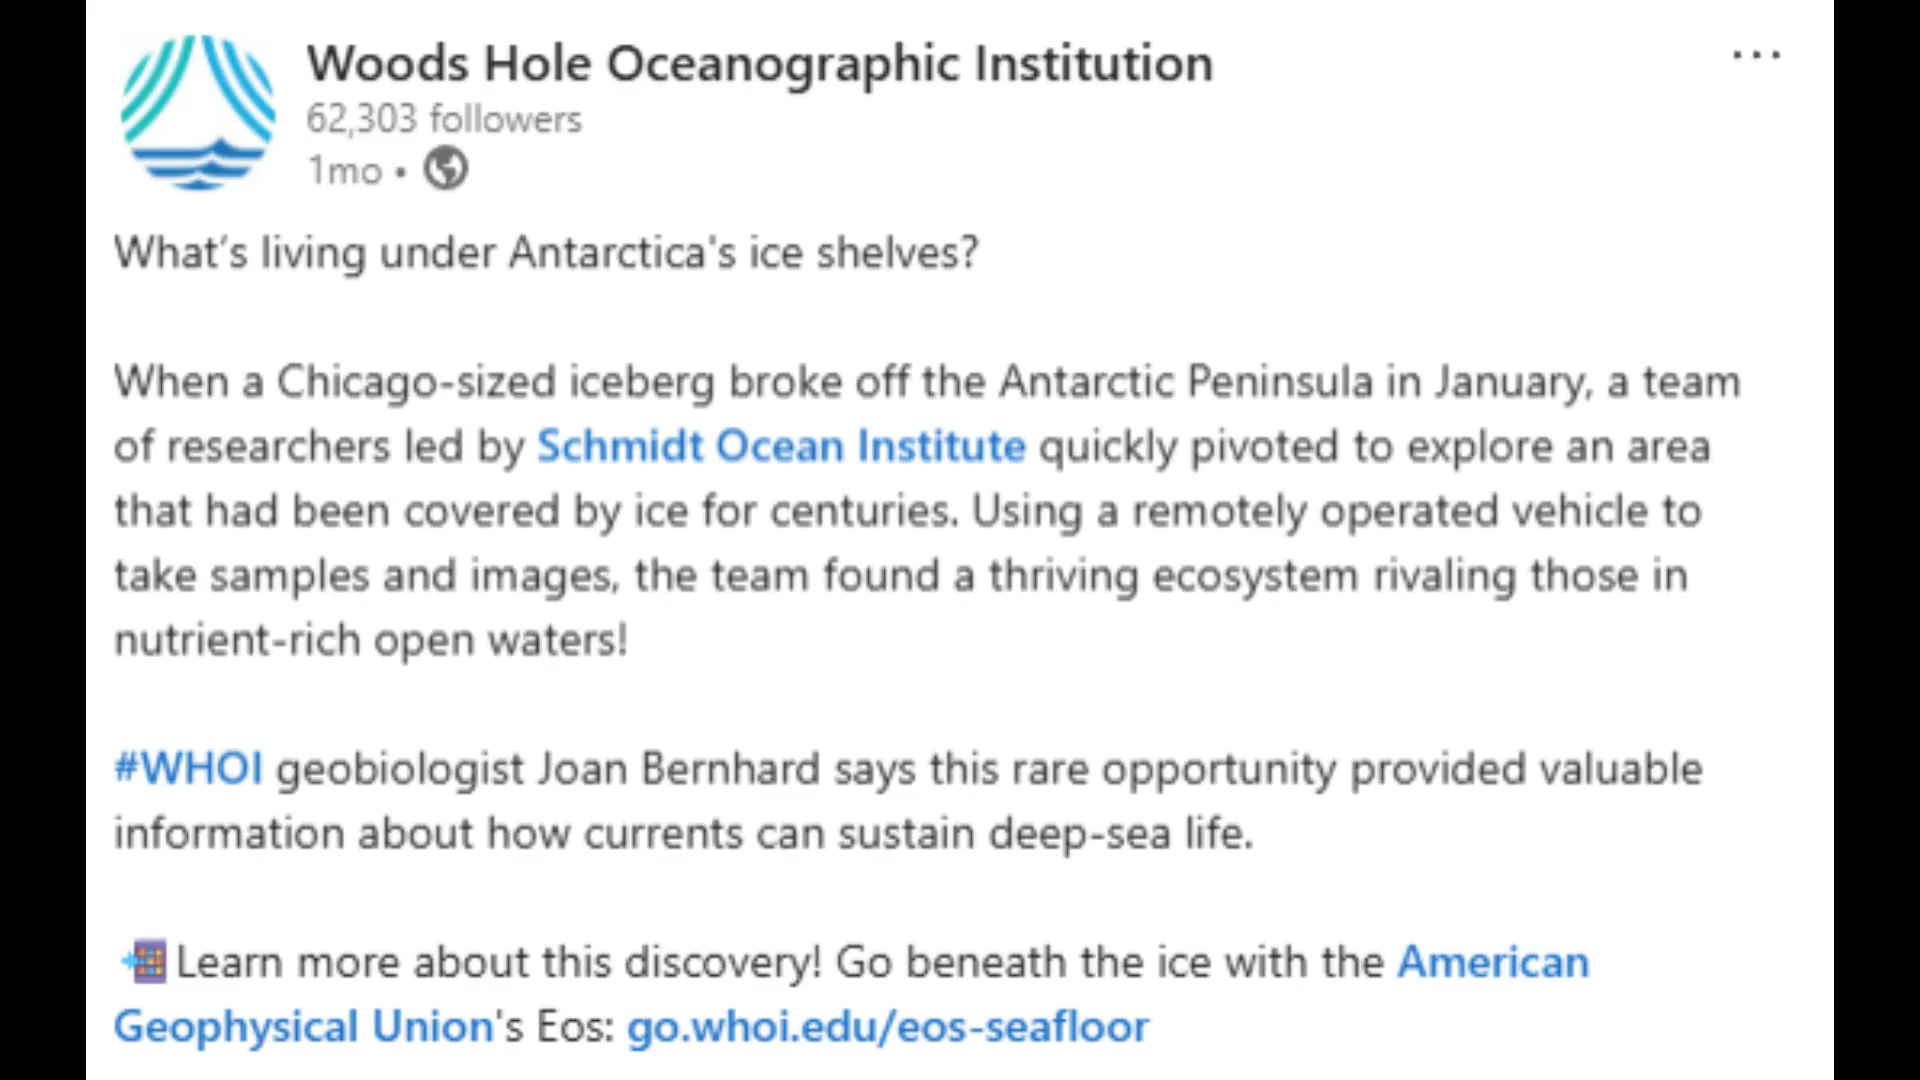 Woods Hole Oceanographic Institution
62,303 followers
1mo •
What’s living under Antarctica's ice shelves?
When a Chicago-sized iceberg broke off the Antarctic Peninsula in January, a team
of researchers led by Schmidt Ocean Institute quickly pivoted to explore an area
that had been covered by ice for centuries. Using a remotely operated vehicle to
take samples and images, the team found a thriving ecosystem rivaling those in
nutrient-rich open waters!
#WHOI geobiologist Joan Bernhard says this rare opportunity provided valuable
information about how currents can sustain deep-sea life.
📲Learn more about this discovery! Go beneath the ice with the American
Geophysical Union's Eos: go.whoi.edu/eos-seafloor